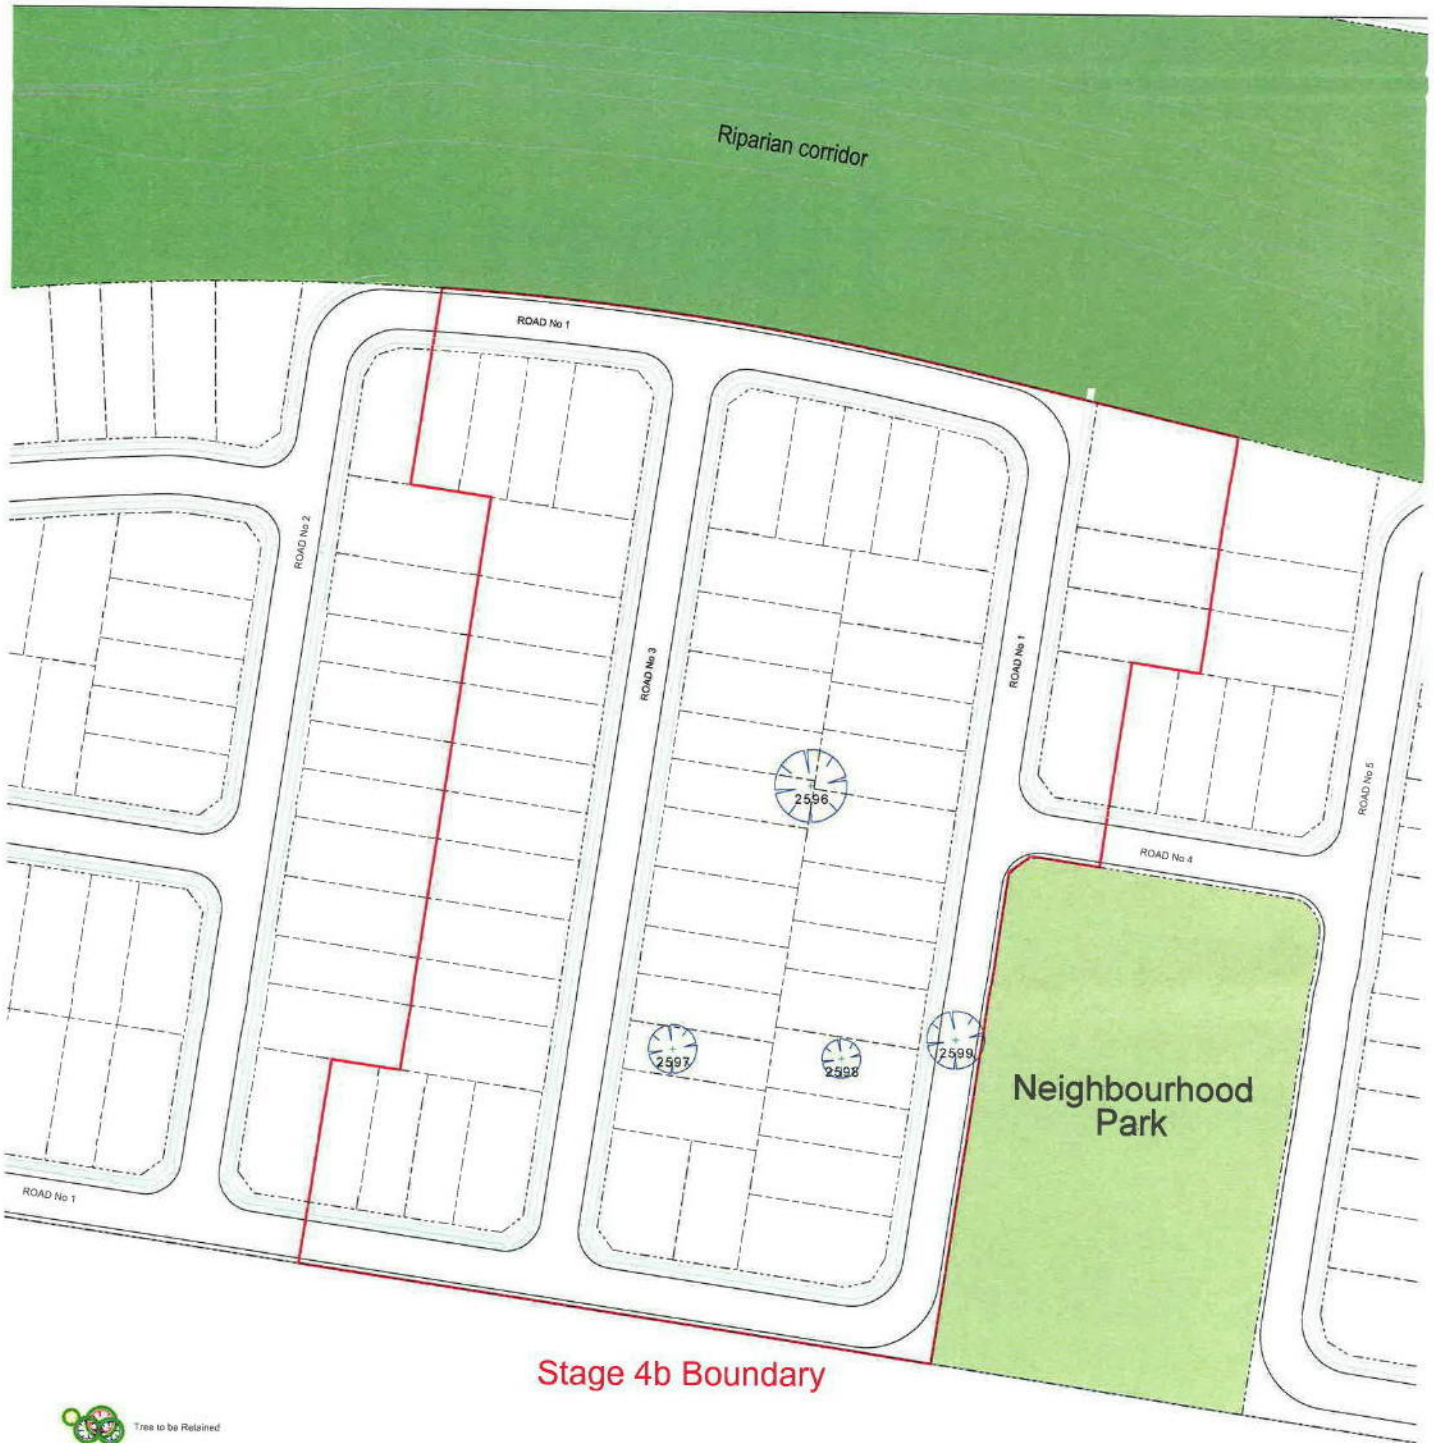 Riparian corridor
ROAD No 1
ROAD No 2
ROAD No 3
ROAD No 1
ROAD No 5
2596
ROAD No 4
2597
2598
2599
Neighbourhood
Park
ROAD No 1
Stage 4b Boundary
Tree to be Retained